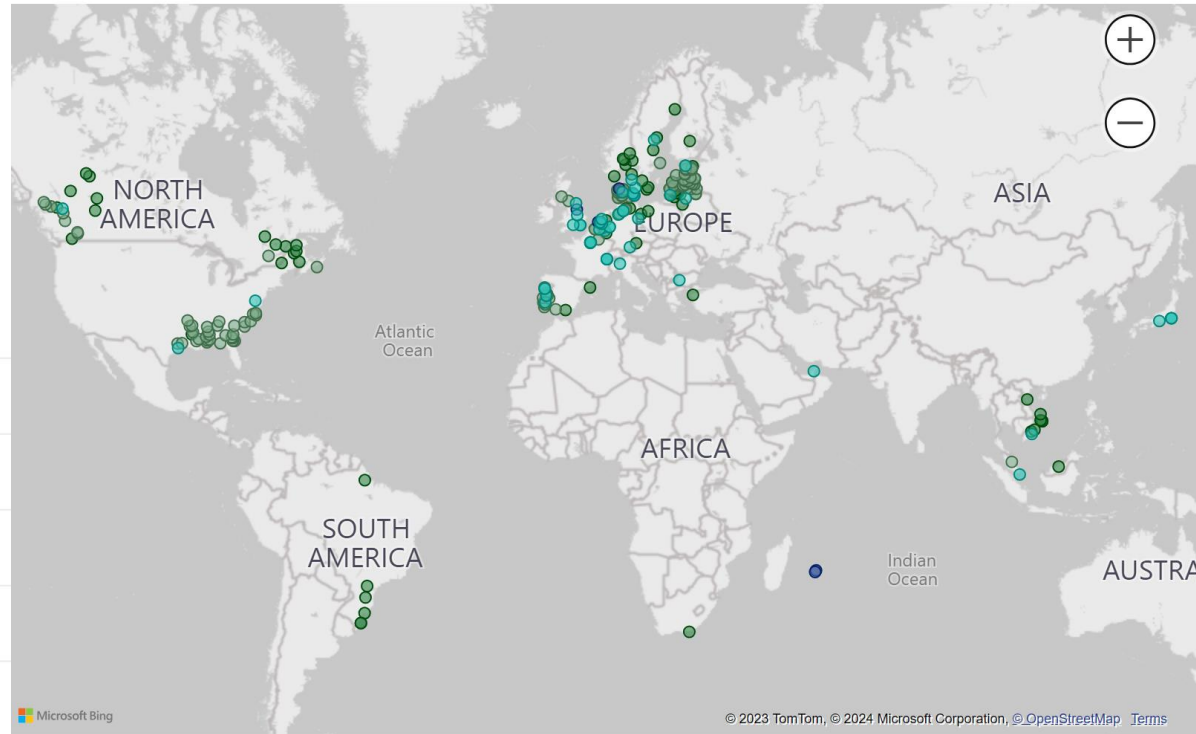 NORTH
AMERICA
ASIA
EUROPE
Atlantic
Ocean
AFRICA
SOUTH
AMERICA
Indian
Ocean
AUSTRA
Microsoft Bing
© 2023 TomTom, © 2024 Microsoft Corporation, © OpenStreetMap Terms